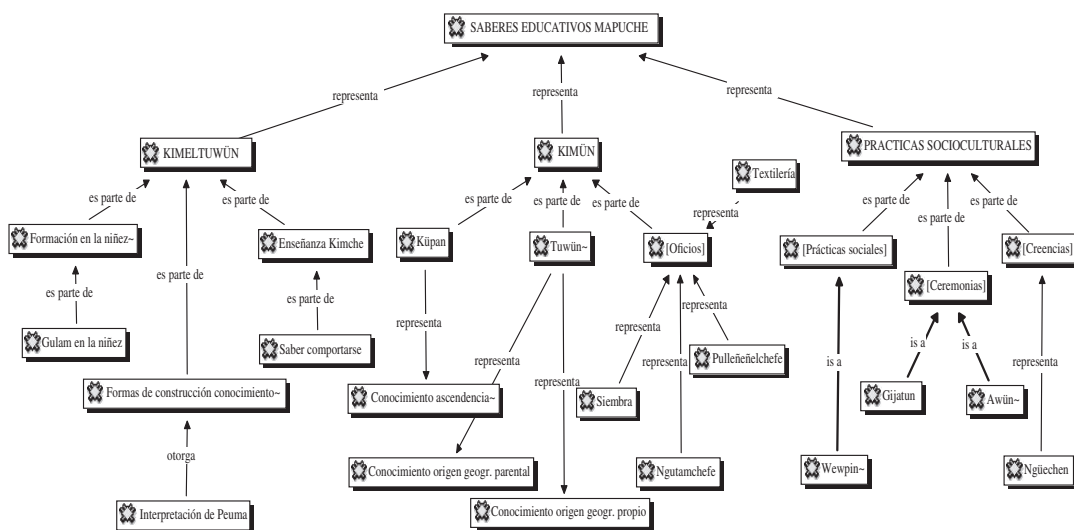 SABERES EDUCATIVOS MAPUCHE
representa
representa
representa
KIMELTUWÜN
KIMÜN
PRACTICAS SOCIOCULTURALES
Textilería
es parte de
es parte de
es parte de
es parte de
es parte de
representa
es parte de
es parte de
es parte de
Formación en la niñez~
Enseñanza Kimche
Küpan
Tuwün~
[Oficios]
[Prácticas sociales]
[Creencias]
es parte de
[Ceremonias]
es parte de
es parte de
representa
representa
Gulam en la niñez
Saber comportarse
representa
representa
Pulleñeñelchefe
is a
is a
is a
representa
representa
Formas de construcción conocimiento~
Conocimiento ascendencia~
Siembra
Gijatun
Awün~
otorga
Conocimiento origen geogr. parental
Ngutamchefe
Wewpin~
Ngüechen
Interpretación de Peuma
Conocimiento origen geogr. propio